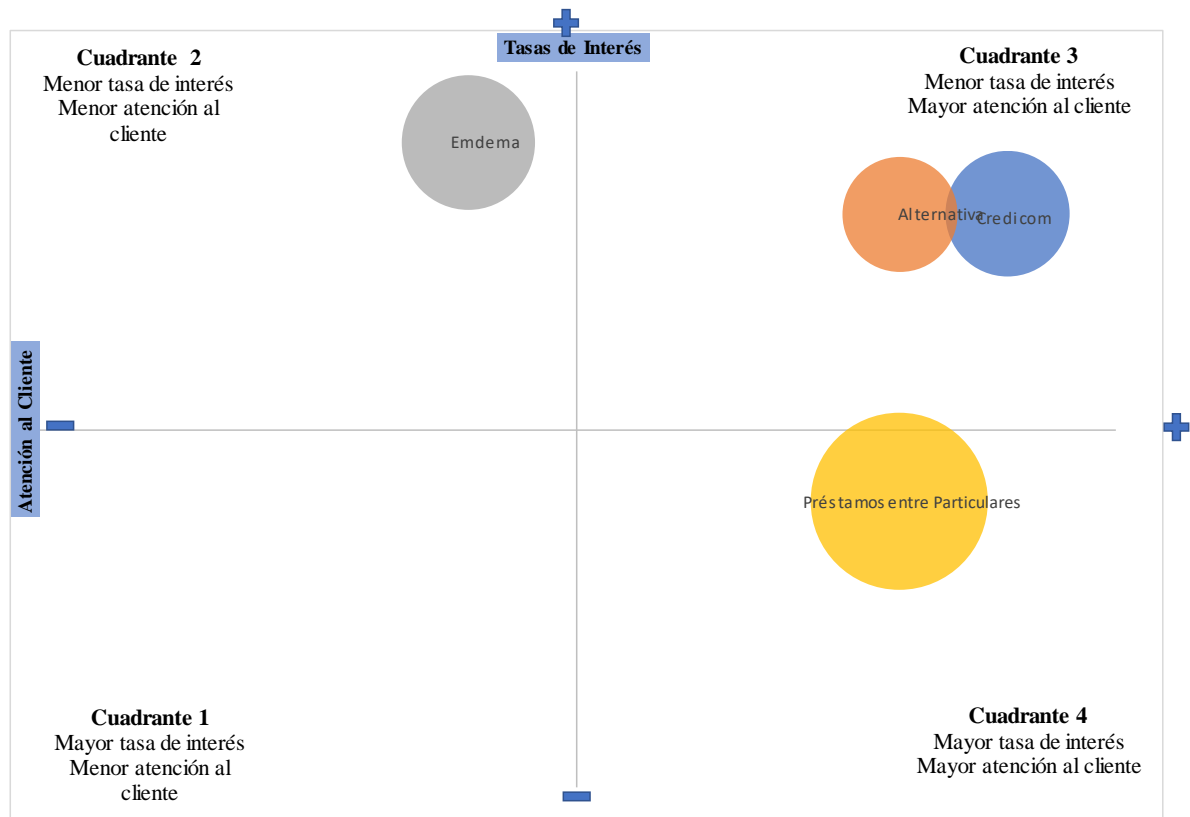 Tasas de Interés
Cuadrante 2
Menor tasa de interés
Menor atención al
cliente
Cuadrante 3
Menor tasa de interés
Mayor atención al cliente
Emdema
Alternativa
Credicom
Atención al Cliente
Préstamos entre Particulares
Cuadrante 1
Mayor tasa de interés
Menor atención al
cliente
Cuadrante 4
Mayor tasa de interés
Mayor atención al cliente